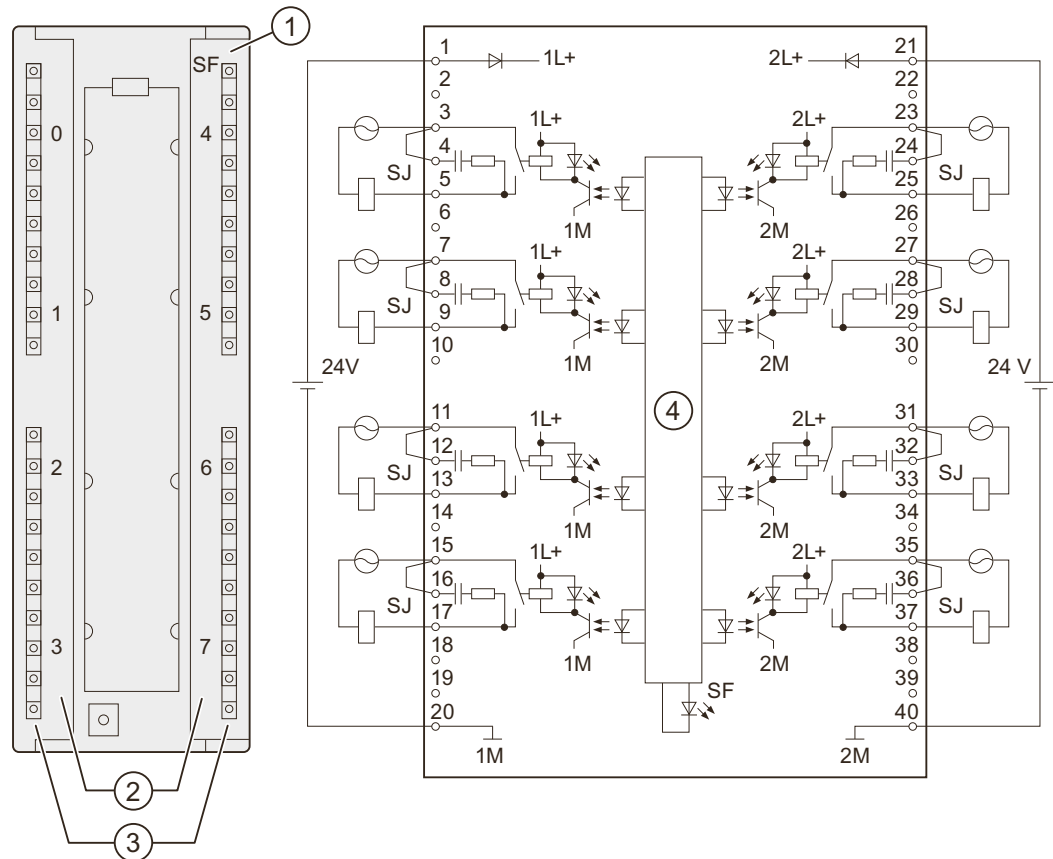 1
SF
0
4
1
5
2
6
3
7
2
3
1
1L+
2L+
21
2
22
3
1L+
2L+
23
4
24
SJ
SJ
5
25
6
1M
2M
26
7
1L+
2L+
27
8
28
SJ
SJ
9
29
10
1M
2M
30
24V
24 V
4
11
1L+
2L+
31
12
32
SJ
SJ
13
33
14
1M
2M
34
15
1L+
2L+
35
16
36
SJ
SJ
17
37
18
1M
2M
38
19
SF
39
20
40
1M
2M